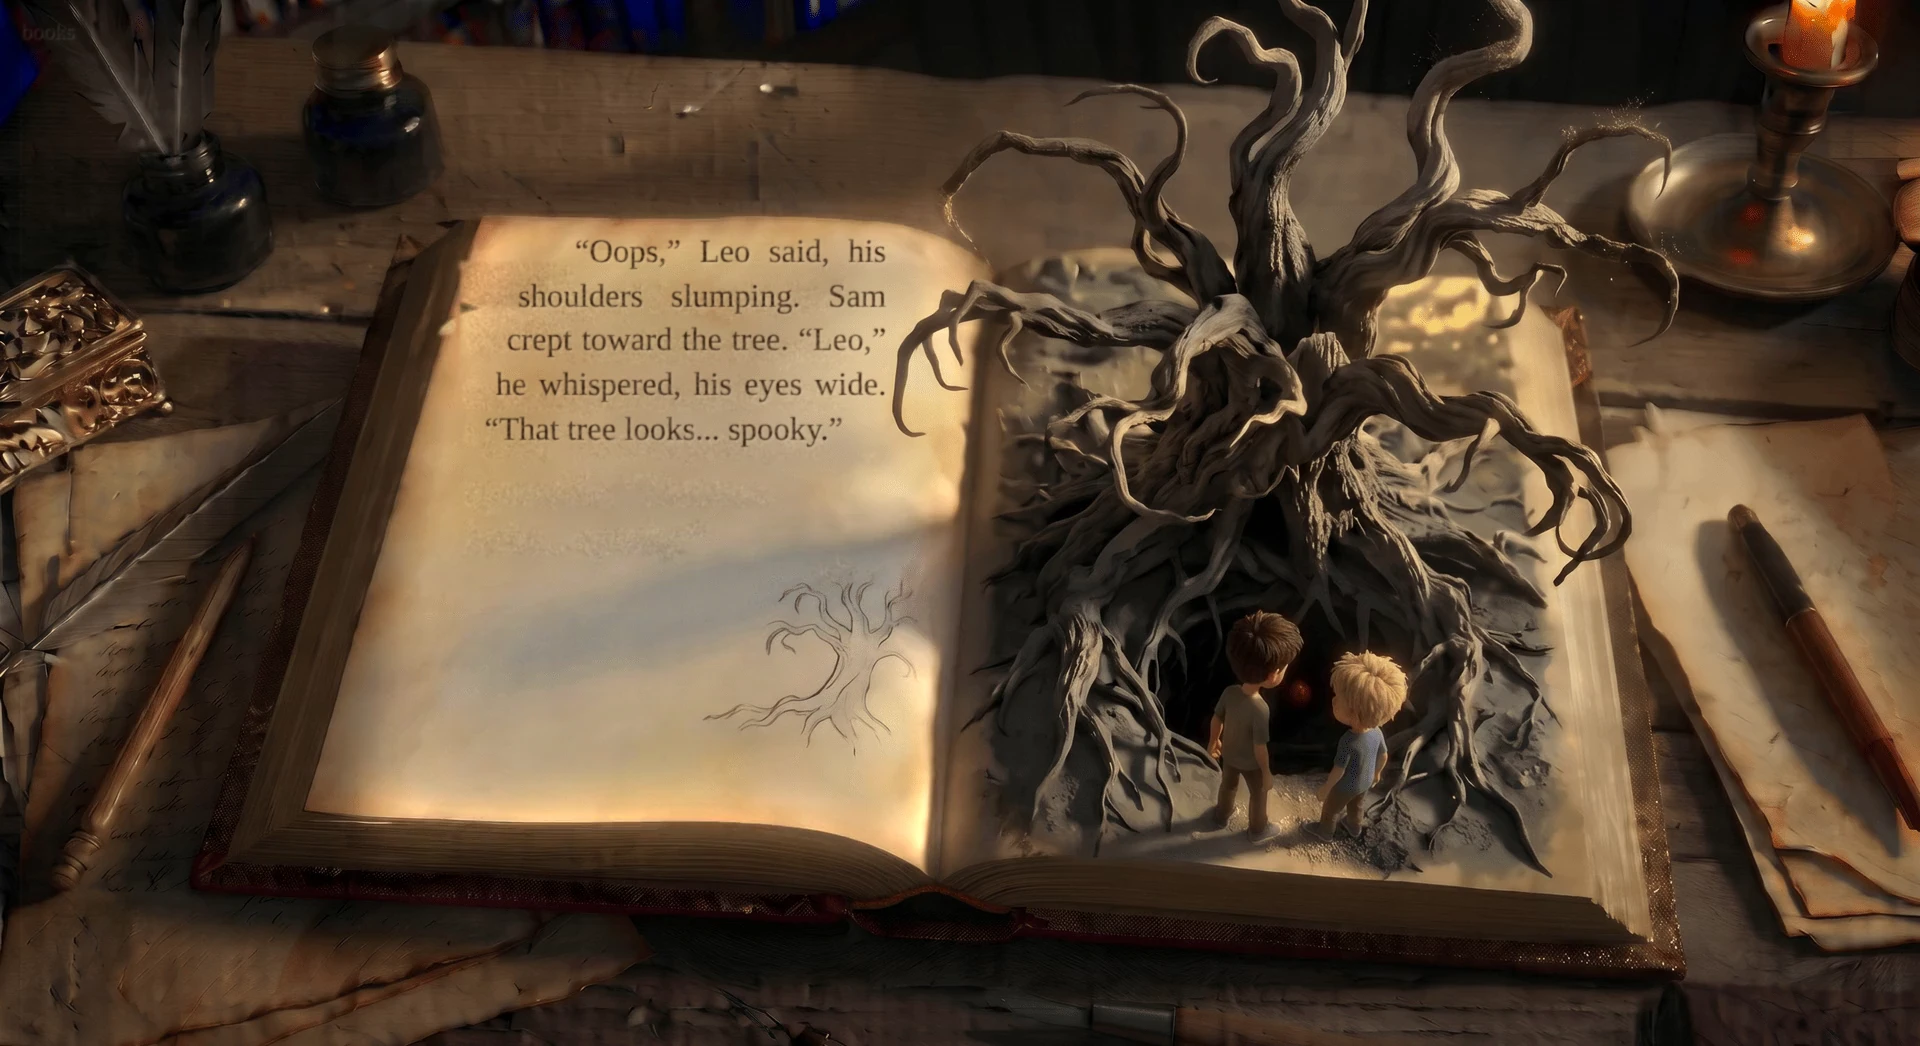 books
“Oops,” Leo said, his
shoulders slumping. Sam
crept toward the tree. “Leo,”
he whispered, his eyes wide.
“That tree looks... spooky.”